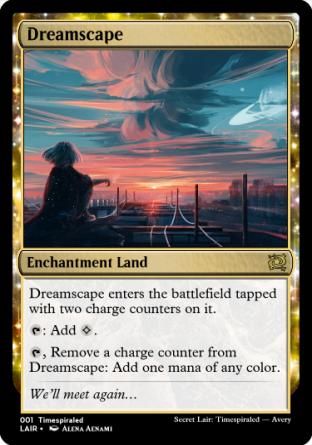 Dreamscape
Enchantment Land
Dreamscape enters the battlefield tapped
with two charge counters on it.
: Add .
, Remove a charge counter from
Dreamscape: Add one mana of any color.
We'll meet again...
001 Timespiraled
Secret Lair: Timespiraled — Avery
LAIR • Alena Aenami